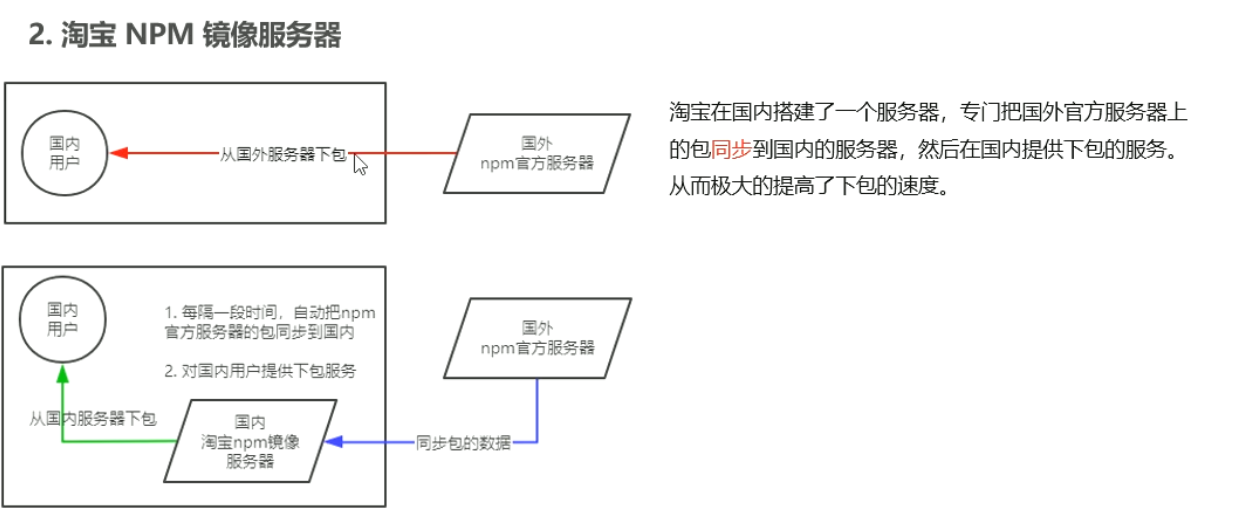 2. 淘宝 NPM 镜像服务器
国内
用户
从国外服务器下包
国外
npm官方服务器
淘宝在国内搭建了一个服务器，专门把国外官方服务器上
的包同步到国内的服务器，然后在国内提供下包的服务。
从而极大的提高了下包的速度。
国内
用户
1. 每隔一段时间，自动把npm
官方服务器的包同步到国内
2. 对国内用户提供下包服务
国外
npm官方服务器
从国内服务器下包
国内
淘宝npm镜像
服务器
同步包的数据